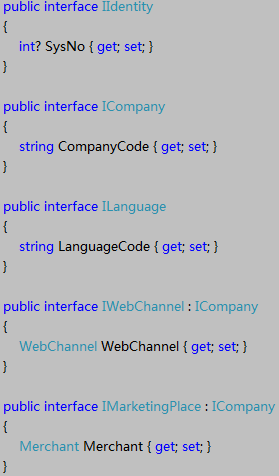 public interface IIdentity
{
    int? SysNo { get; set; }
}

public interface ICompany
{
    string CompanyCode { get; set; }
}

public interface ILanguage
{
    string LanguageCode { get; set; }
}

public interface IWebChannel : ICompany
{
    WebChannel WebChannel { get; set; }
}

public interface IMarketingPlace : ICompany
{
    Merchant Merchant { get; set; }
}